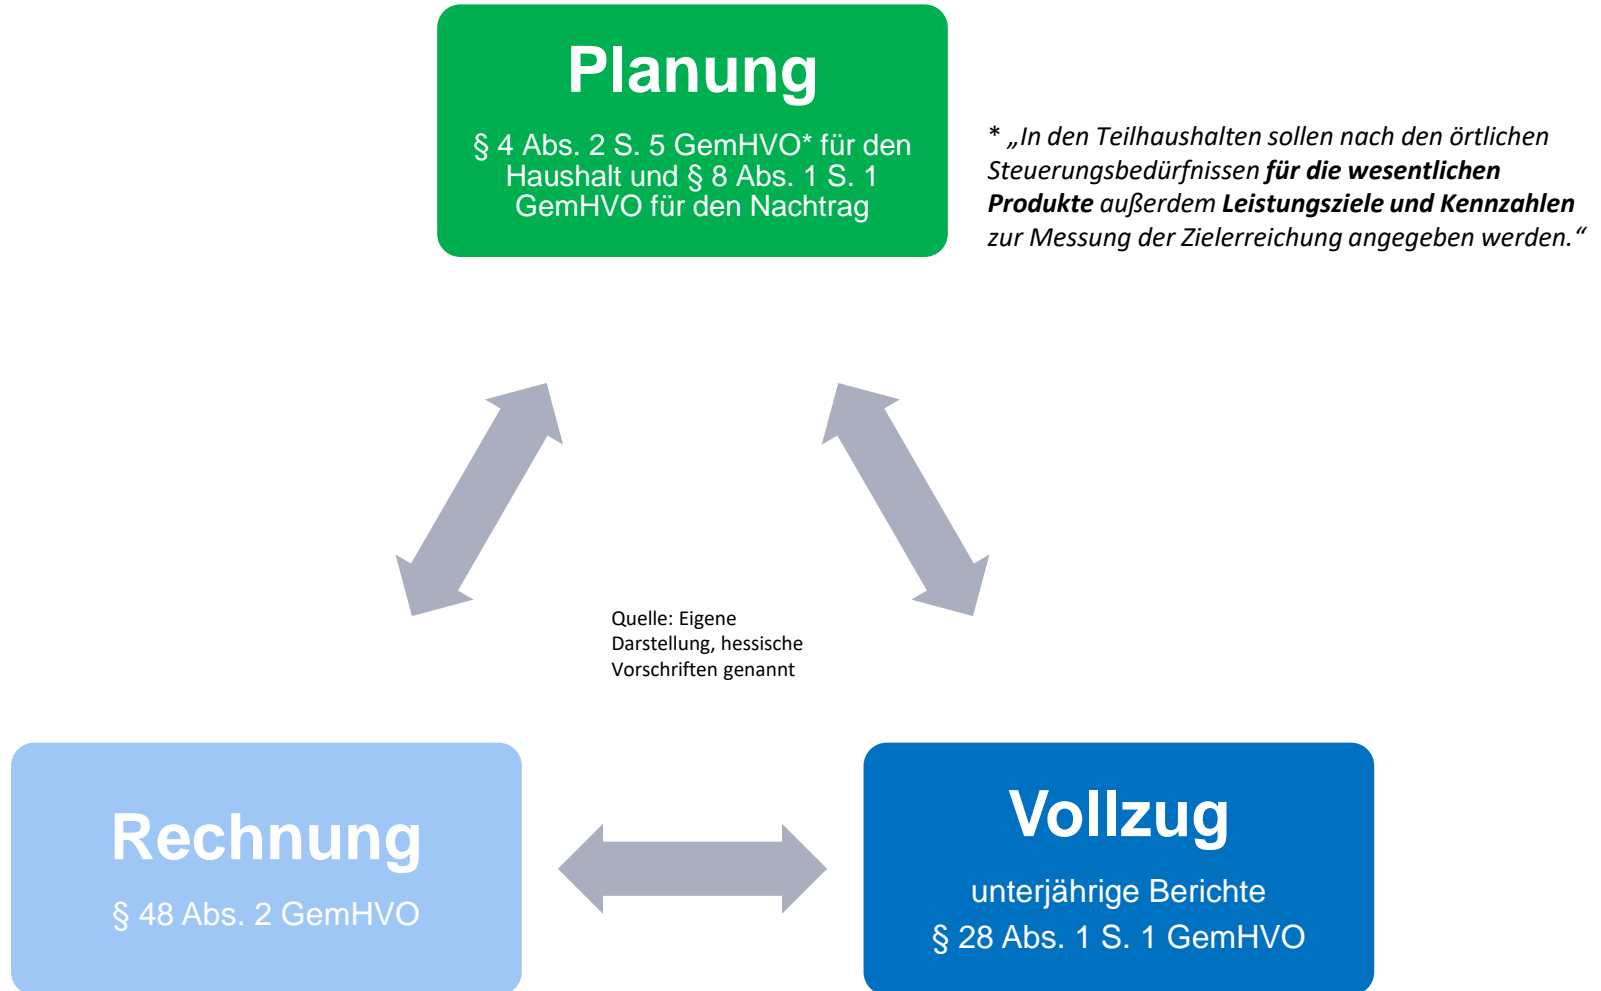 Planung
§ 4 Abs. 2 S. 5 GemHVO* für den
Haushalt und § 8 Abs. 1 S. 1
GemHVO für den Nachtrag
* „In den Teilhaushalten sollen nach den örtlichen
Steuerungsbedürfnissen für die wesentlichen
Produkte außerdem Leistungsziele und Kennzahlen
zur Messung der Zielerreichung angegeben werden.“
Quelle: Eigene
Darstellung, hessische
Vorschriften genannt
Rechnung
§ 48 Abs. 2 GemHVO
Vollzug
unterjährige Berichte
§ 28 Abs. 1 S. 1 GemHVO